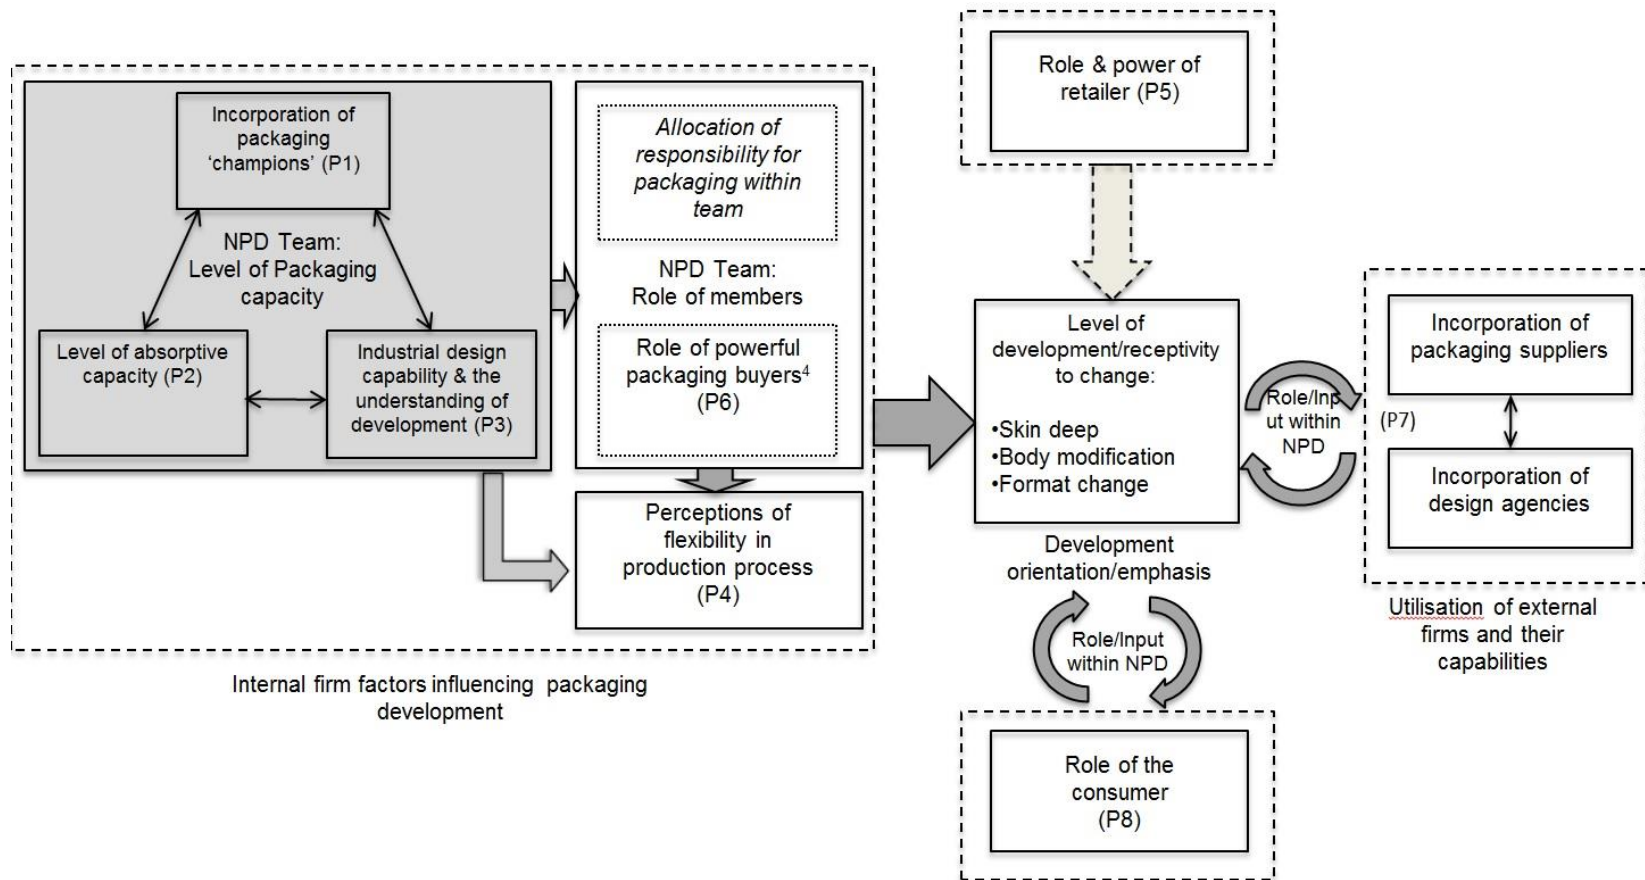 Incorporation of
packaging
‘champions’ (P1)
NPD Team:
Level of Packaging
capacity
Level of absorptive
capacity (P2)
Industrial design
capability & the
understanding of
development (P3)
Allocation of
responsibility for
packaging within
team
NPD Team:
Role of members
Role of powerful
packaging buyers⁴
(P6)
Perceptions of
flexibility in
production process
(P4)
Internal firm factors influencing packaging
development
Role & power of
retailer (P5)
Level of
development/receptivity
to change:
•Skin deep
•Body modification
•Format change
Development
orientation/emphasis
Role/Inp
ut within
NPD
Role/Input
within NPD
Role of the
consumer
(P8)
Incorporation of
packaging suppliers
(P7)
Incorporation of
design agencies
Utilisation of external
firms and their
capabilities